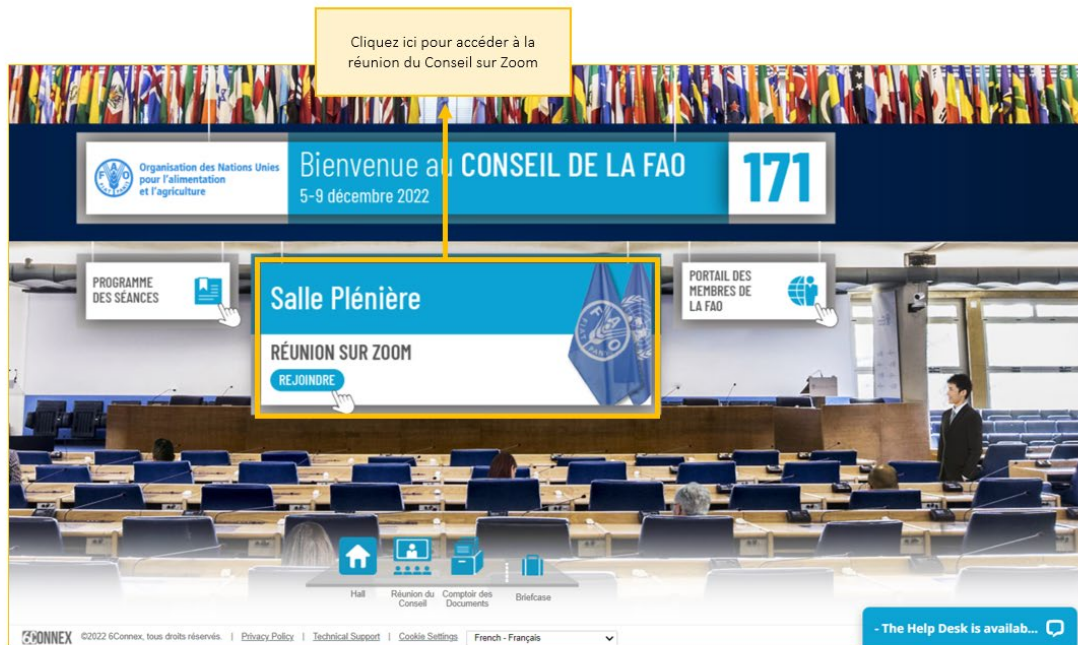 Cliquez ici pour accéder à la
réunion du Conseil sur Zoom
Organisation des Nations Unies
pour l'alimentation
et l'agriculture
Bienvenue au CONSEIL DE LA FAO
5-9 décembre 2022
171
PROGRAMME
DES SÉANCES
Salle Plénière
RÉUNION SUR ZOOM
REJOINDRE
PORTAIL DES
MEMBRES DE
LA FAO
Hall
Réunion du
Conseil
Comptoir des
Documents
Briefcase
6CONNEX ©2022 6Connex, tous droits réservés. | Privacy Policy | Technical Support | Cookie Settings French - Français
- The Help Desk is availab...